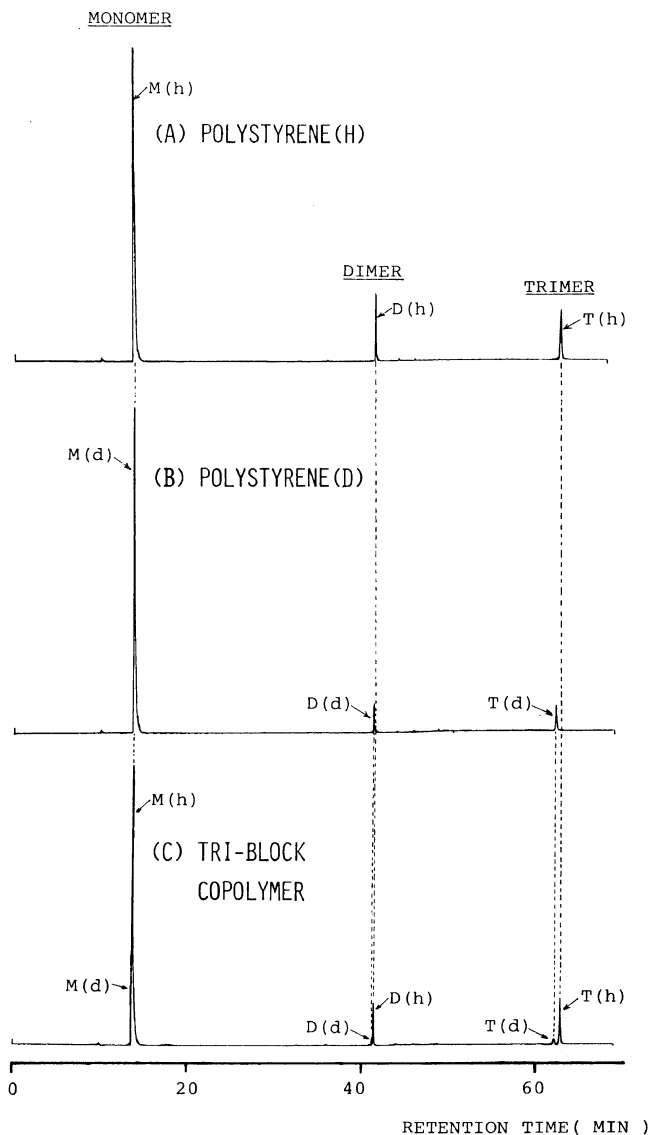 MONOMER
M(h)
(A) POLYSTYRENE(H)
DIMER
D(h)
TRIMER
T(h)
M(d)
(B) POLYSTYRENE(D)
D(d)
T(d)
M(h)
(C) TRI-BLOCK
COPOLYMER
M(d)
D(h)
D(d)
T(h)
T(d)
0 20 40 60
RETENTION TIME( MIN )